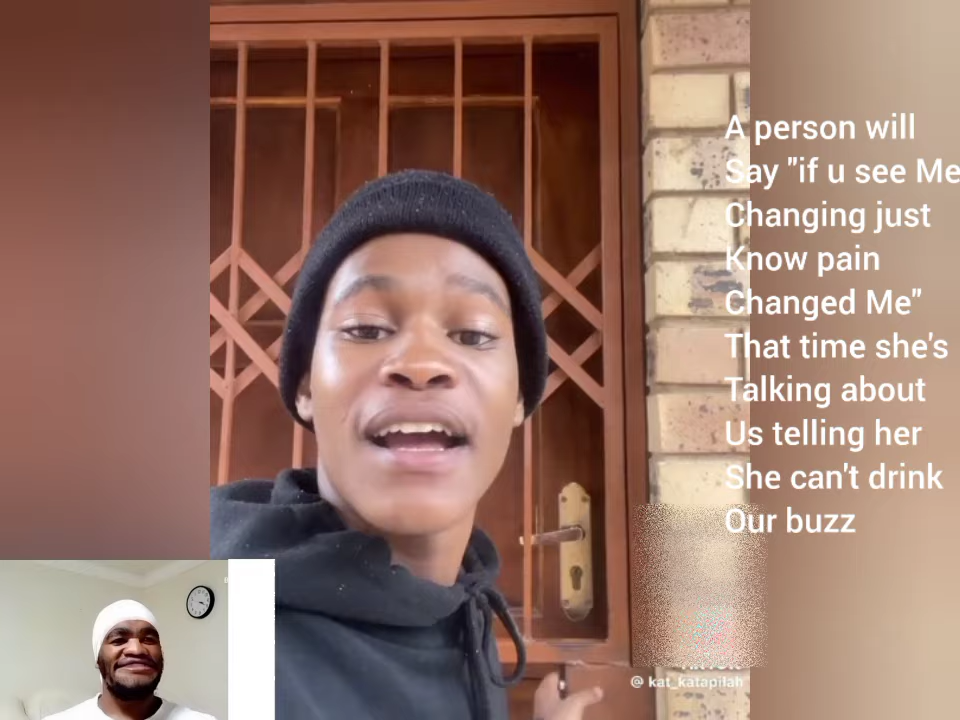 A person will
Say "if u see Me
Changing just
Know pain
Changed Me"
That time she's
Talking about
Us telling her
She can't drink
Our buzz
@ kat_katapilah